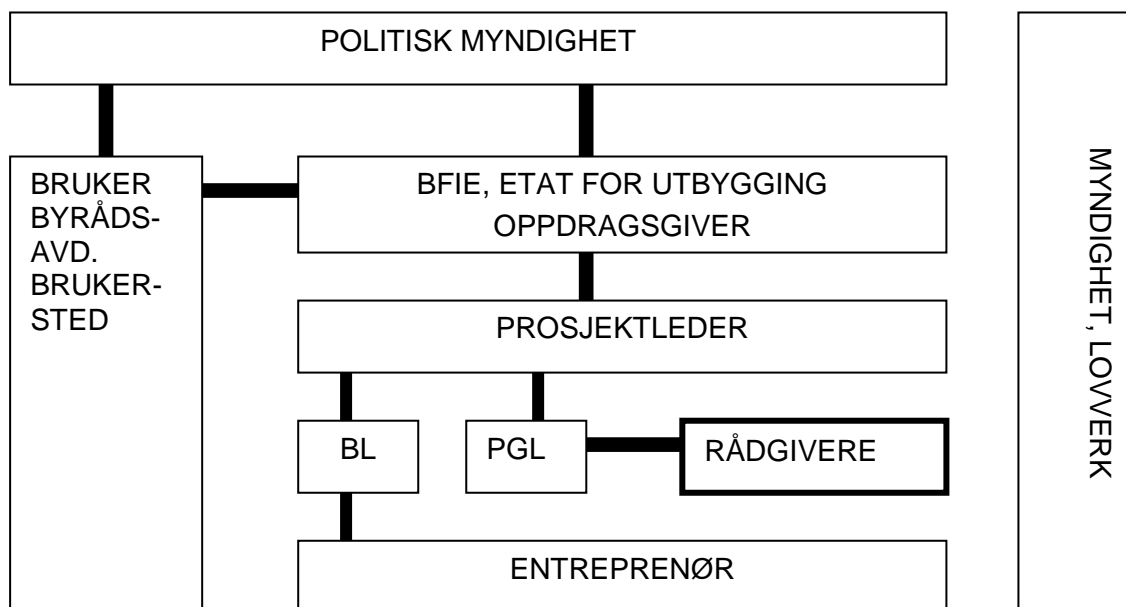 POLITISK MYNDIGHET
BRUKER
BYRÅDS-
AVD.
BRUKER-
STED
BFIE, ETAT FOR UTBYGGING
OPPDRAGSGIVER
PROSJEKTLEDER
BL
PGL
RÅDGIVERE
ENTREPRENØR
MYNDIGHET, LOVVERK